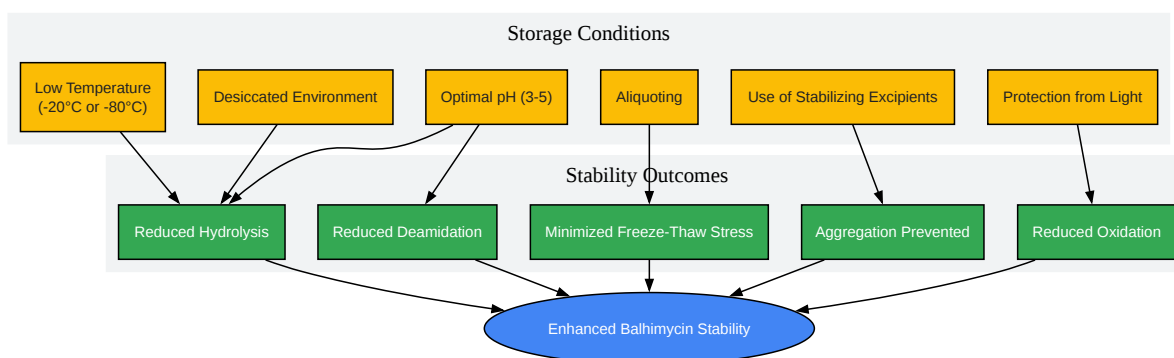 Storage Conditions
Low Temperature
(-20°C or -80°C)
Desiccated Environment
Optimal pH (3-5)
Aliquoting
Use of Stabilizing Excipients
Protection from Light
Stability Outcomes
Reduced Hydrolysis
Reduced Deamidation
Minimized Freeze-Thaw Stress
Aggregation Prevented
Reduced Oxidation
Enhanced Balhimycin Stability